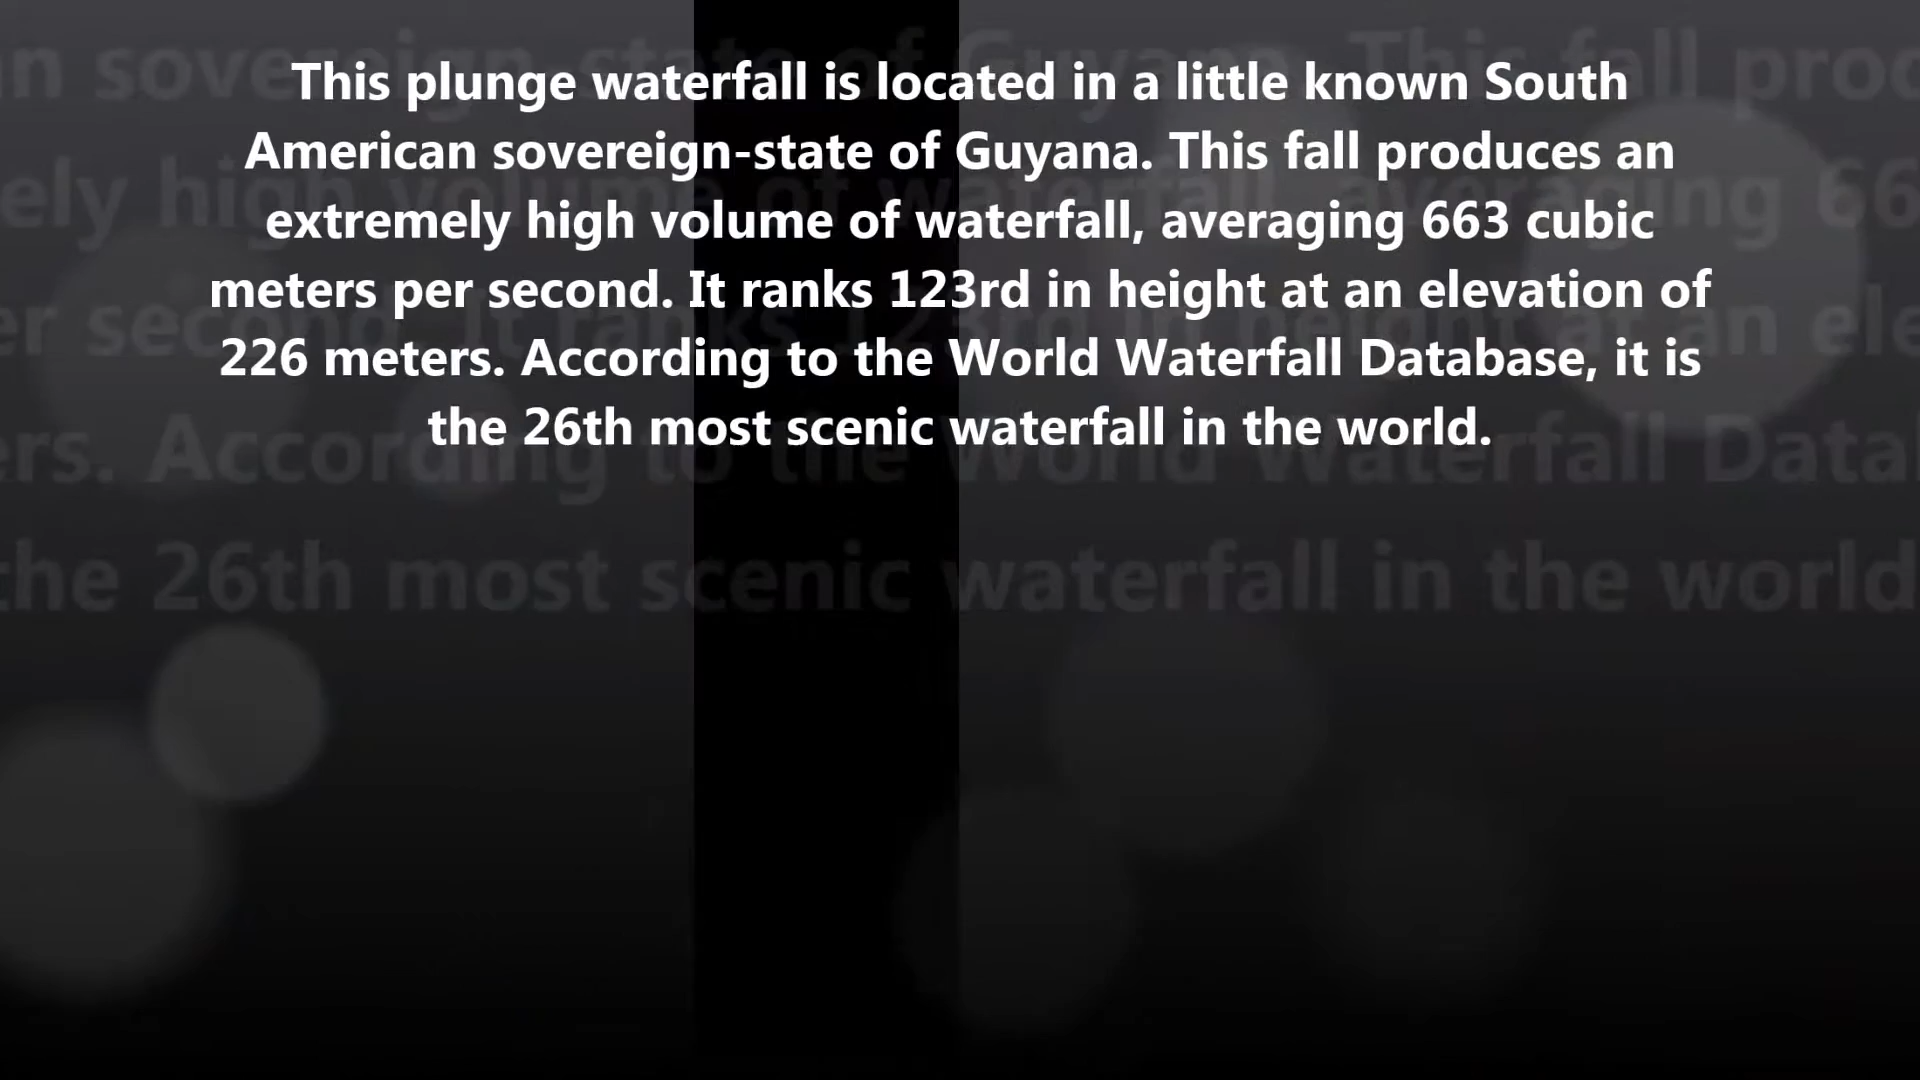 This plunge waterfall is located in a little known South
American sovereign-state of Guyana. This fall produces an
extremely high volume of waterfall, averaging 663 cubic
meters per second. It ranks 123rd in height at an elevation of
226 meters. According to the World Waterfall Database, it is
the 26th most scenic waterfall in the world.